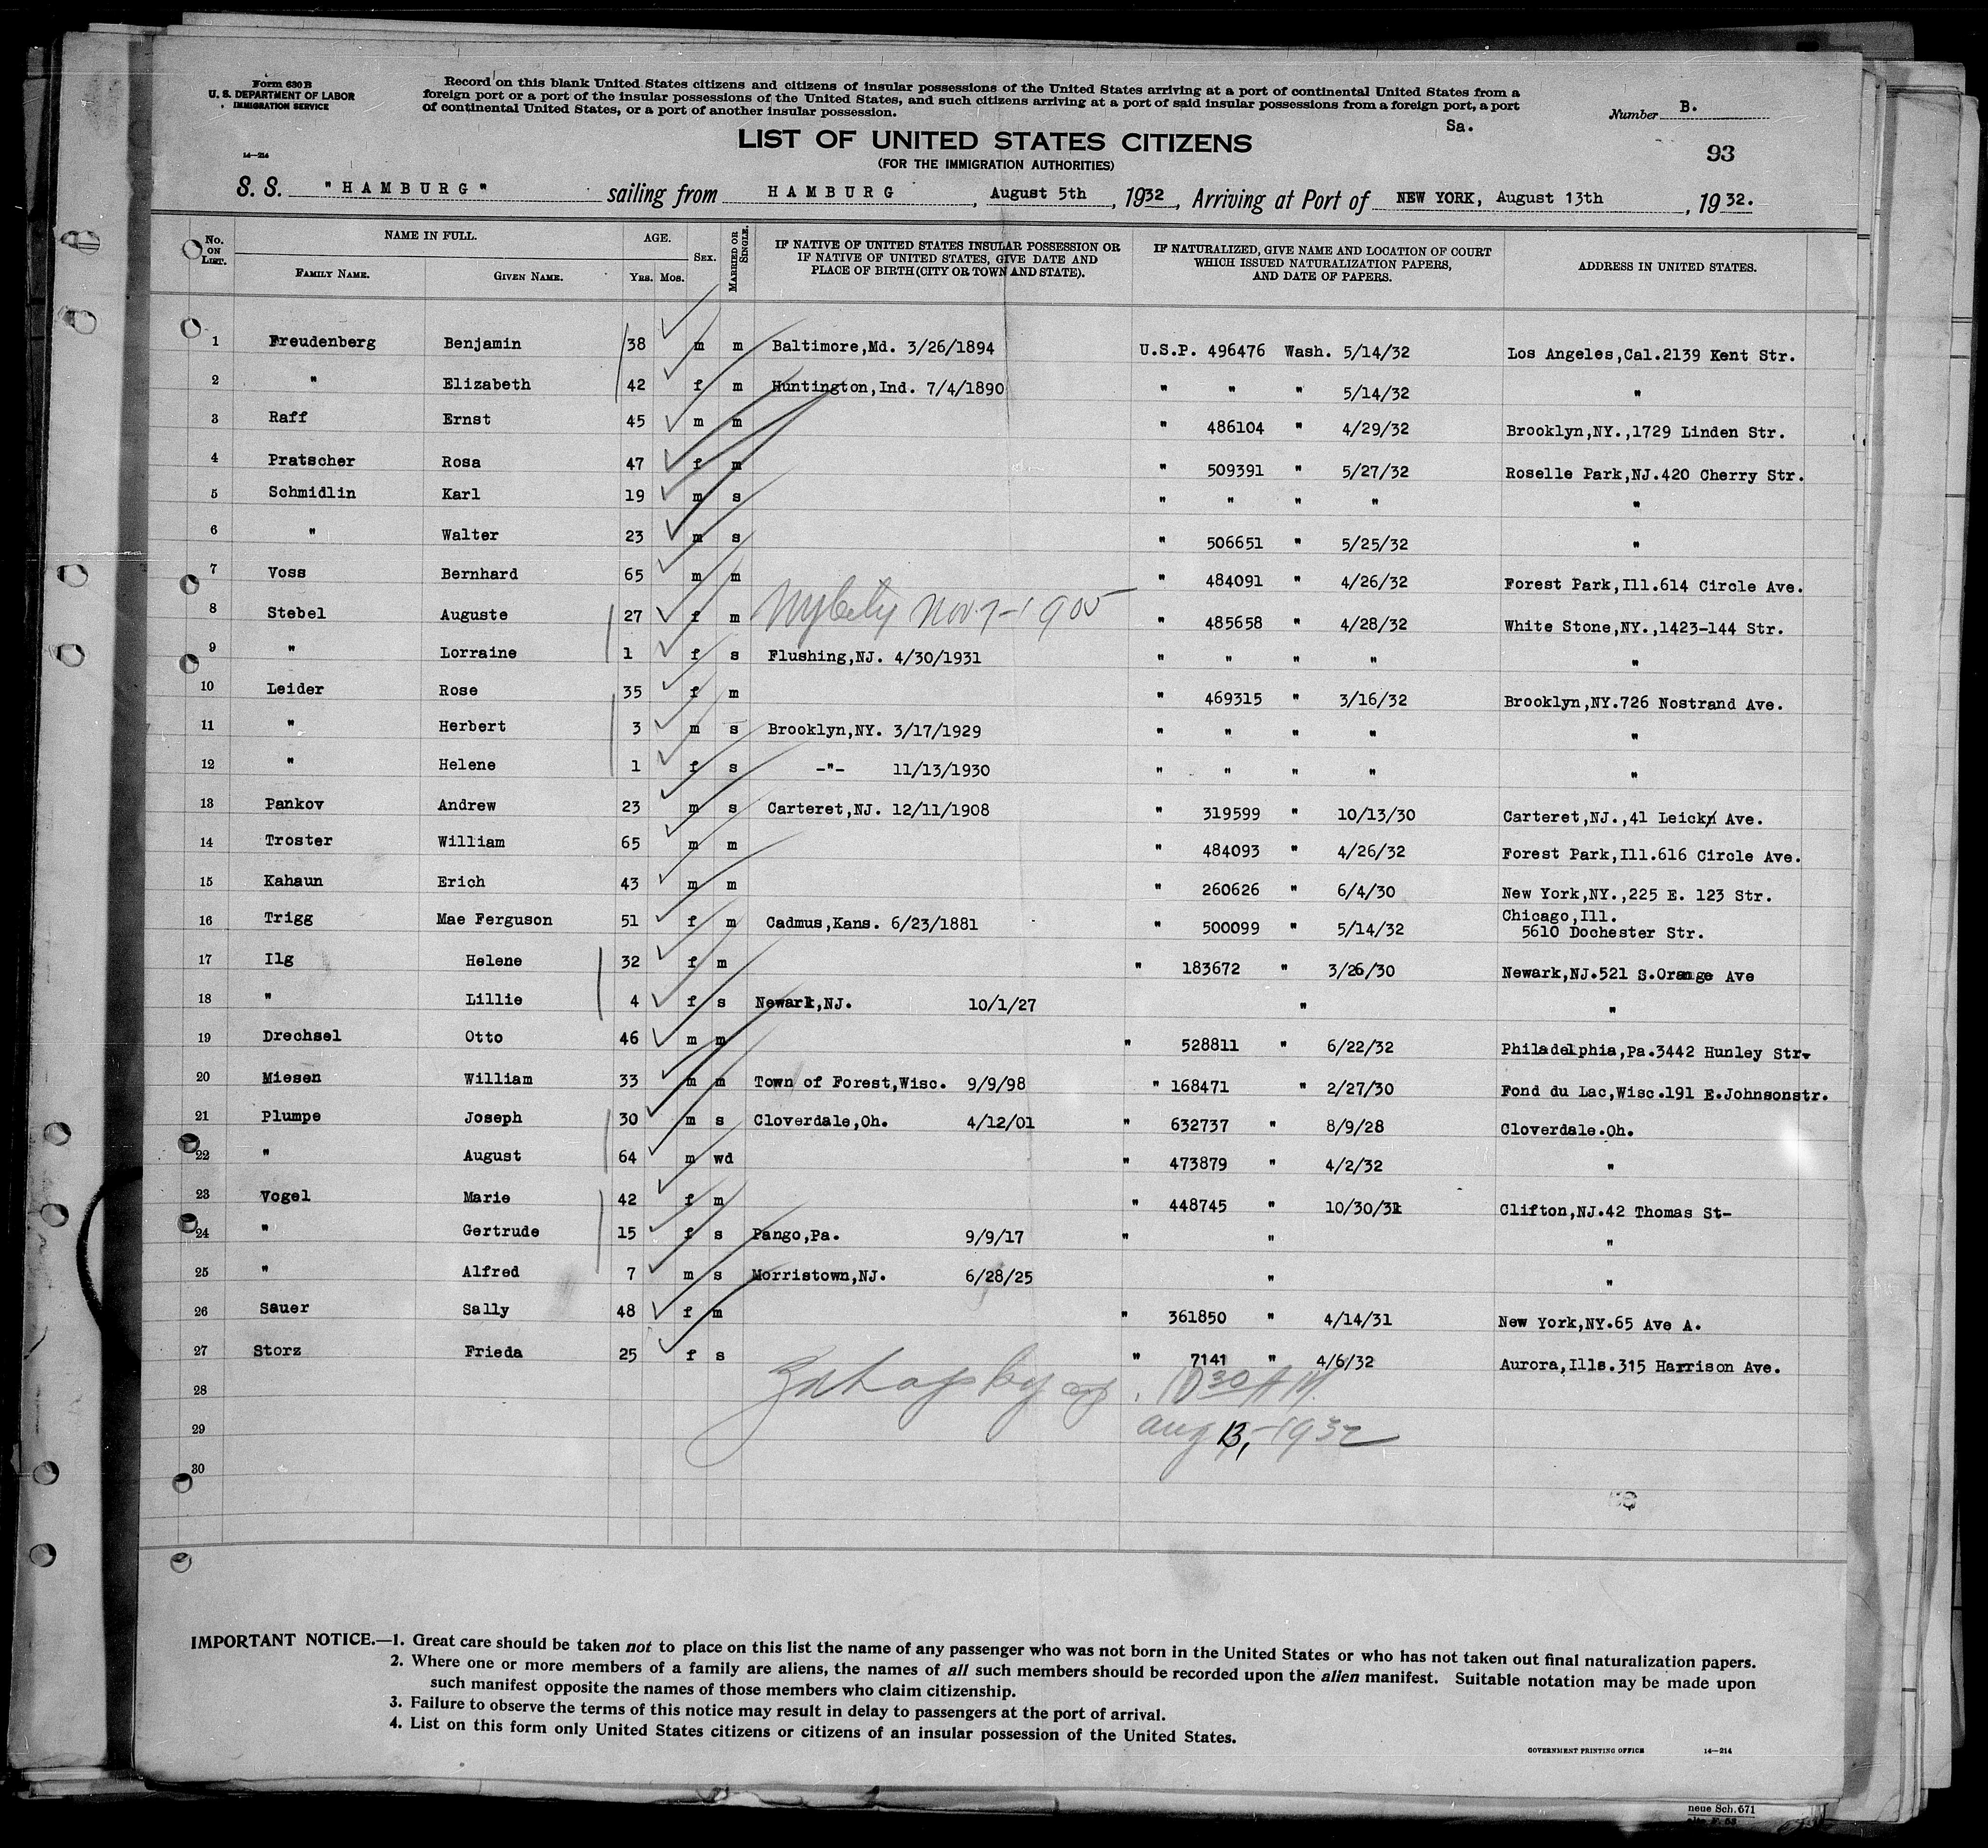 Form 630 B
U. S. DEPARTMENT OF LABOR
IMMIGRATION SERVICE
Record on this blank United States citizens and citizens of insular possessions of the United States arriving at a port of continental United States from a
foreign port or a port of the insular possessions of the United States, and such citizens arriving at a port of said insular possessions from a foreign port, a port
of continental United States, or a port of another insular possession.
Number B.
Sa.
LIST OF UNITED STATES CITIZENS
(FOR THE IMMIGRATION AUTHORITIES)
93
14—214
S. S. "HAMBURG" sailing from HAMBURG, August 5th, 1932, Arriving at Port of NEW YORK, August 13th, 1932.
No. ON LIST. NAME IN FULL. AGE. SEX. MARRIED OR SINGLE. IF NATIVE OF UNITED STATES INSULAR POSSESSION OR IF NATIVE OF UNITED STATES, GIVE DATE AND PLACE OF BIRTH (CITY OR TOWN AND STATE). IF NATURALIZED, GIVE NAME AND LOCATION OF COURT WHICH ISSUED NATURALIZATION PAPERS, AND DATE OF PAPERS. ADDRESS IN UNITED STATES.
FAMILY NAME. GIVEN NAME. YRS. MOS.
1 Freudenberg Benjamin 38 m m Baltimore,Md. 3/26/1894 U.S.P. 496476 Wash. 5/14/32 Los Angeles,Cal.2139 Kent Str.
2 " Elizabeth 42 f m Huntington,Ind. 7/4/1890 " " " 5/14/32 "
3 Raff Ernst 45 m m " 486104 " 4/29/32 Brooklyn,NY.,1729 Linden Str.
4 Pratscher Rosa 47 f m " 509391 " 5/27/32 Roselle Park,NJ.420 Cherry Str.
5 Schmidlin Karl 19 m s " " " " "
6 " Walter 23 m s " 506651 " 5/25/32 "
7 Voss Bernhard 65 m m " 484091 " 4/26/32 Forest Park,Ill.614 Circle Ave.
8 Stebel Auguste 27 f m NyCity Nov 7-1905 " 485658 " 4/28/32 White Stone,NY.,1423-144 Str.
9 " Lorraine 1 f s Flushing,NJ. 4/30/1931 " " " " "
10 Leider Rose 35 f m " 469315 " 3/16/32 Brooklyn,NY.726 Nostrand Ave.
11 " Herbert 3 m s Brooklyn,NY. 3/17/1929 " " " " "
12 " Helene 1 f s -"- 11/13/1930 " " " " "
13 Pankov Andrew 23 m s Carteret,NJ. 12/11/1908 " 319599 " 10/13/30 Carteret,NJ.,41 Leick Ave.
14 Troster William 65 m m " 484093 " 4/26/32 Forest Park,Ill.616 Circle Ave.
15 Kahaun Erich 43 m m " 260626 " 6/4/30 New York,NY.,225 E. 123 Str.
16 Trigg Mae Ferguson 51 f m Cadmus,Kans. 6/23/1881 " 500099 " 5/14/32 Chicago,Ill.
5610 Dochester Str.
17 Ilg Helene 32 f m " 183672 " 3/26/30 Newark,NJ.521 S.Orange Ave
18 " Lillie 4 f s Newark,NJ. 10/1/27 " "
19 Drechsel Otto 46 m m " 528811 " 6/22/32 Philadelphia,Pa.3442 Hunley Str.
20 Miesen William 33 m m Town of Forest,Wisc. 9/9/98 " 168471 " 2/27/30 Fond du Lac,Wisc.191 E.Johnsonstr.
21 Plumpe Joseph 30 m s Cloverdale,Oh. 4/12/01 " 632737 " 8/9/28 Cloverdale.Oh.
22 " August 64 m wd " 473879 " 4/2/32 "
23 Vogel Marie 42 f m " 448745 " 10/30/31 Clifton,NJ.42 Thomas St-
24 " Gertrude 15 f s Pango,Pa. 9/9/17 " " "
25 " Alfred 7 m s Morristown,NJ. 6/28/25 " "
26 Sauer Sally 48 f m " 361850 " 4/14/31 New York,NY.65 Ave A.
27 Storz Frieda 25 f s " 7141 " 4/6/32 Aurora,Ills.315 Harrison Ave.
28 10 30 AM
29 Aug 13, 1932
30
IMPORTANT NOTICE.—1. Great care should be taken not to place on this list the name of any passenger who was not born in the United States or who has not taken out final naturalization papers.
2. Where one or more members of a family are aliens, the names of all such members should be recorded upon the alien manifest. Suitable notation may be made upon
such manifest opposite the names of those members who claim citizenship.
3. Failure to observe the terms of this notice may result in delay to passengers at the port of arrival.
4. List on this form only United States citizens or citizens of an insular possession of the United States.
GOVERNMENT PRINTING OFFICE 14—214
neue Sch. 671